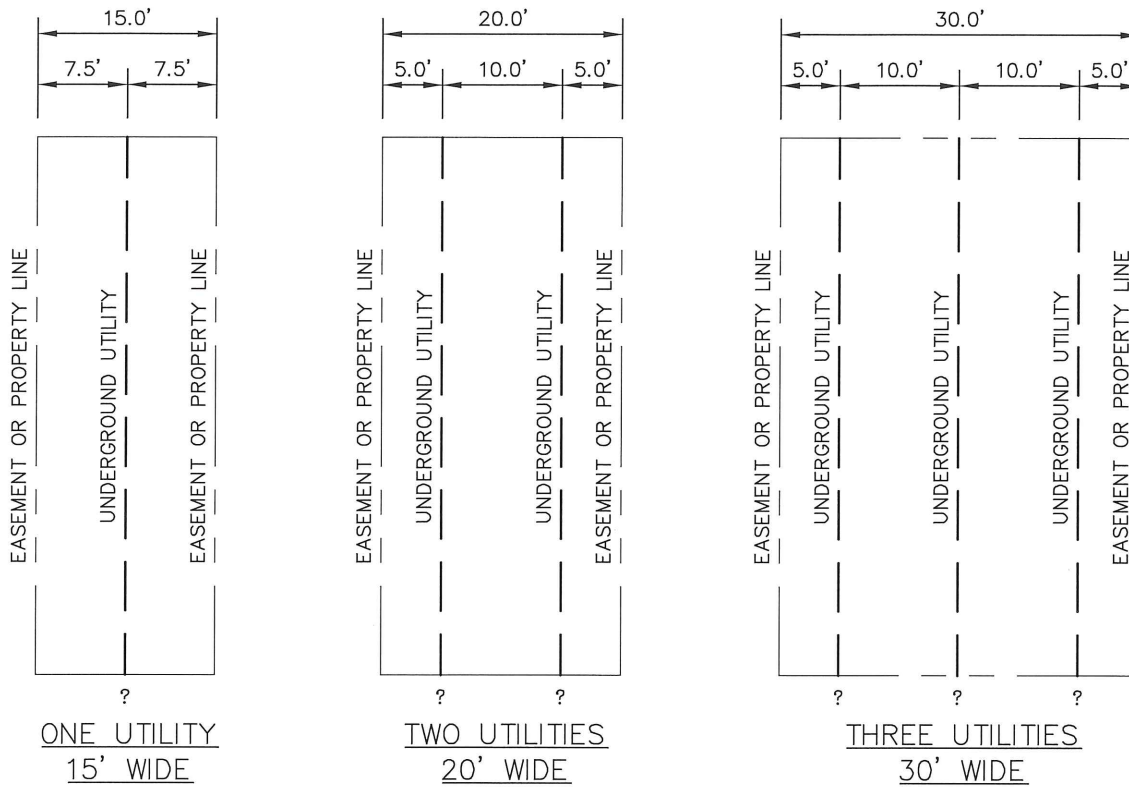 15.0'
7.5' 7.5'
EASEMENT OR PROPERTY LINE
UNDERGROUND UTILITY
EASEMENT OR PROPERTY LINE
?
ONE UTILITY
15' WIDE
20.0'
5.0' 10.0' 5.0'
EASEMENT OR PROPERTY LINE
UNDERGROUND UTILITY
UNDERGROUND UTILITY
EASEMENT OR PROPERTY LINE
? ?
TWO UTILITIES
20' WIDE
30.0'
5.0' 10.0' 10.0' 5.0'
EASEMENT OR PROPERTY LINE
UNDERGROUND UTILITY
UNDERGROUND UTILITY
UNDERGROUND UTILITY
EASEMENT OR PROPERTY LINE
? ? ?
THREE UTILITIES
30' WIDE